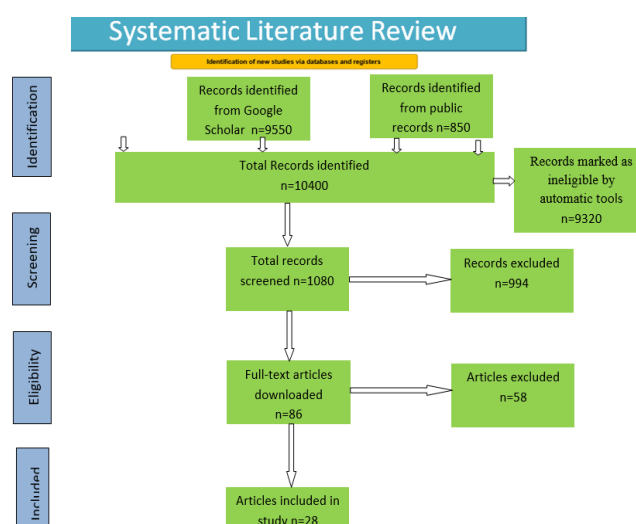 Systematic Literature Review
Identification of new studies via databases and registers
Identification
Records identified
from Google
Scholar n=9550
Records identified
from public
records n=850
Total Records identified
n=10400
Records marked as
ineligible by
automatic tools
n=9320
Screening
Total records
screened n=1080
Records excluded
n=994
Eligibility
Full-text articles
downloaded
n=86
Articles excluded
n=58
Included
Articles included in
study n=28